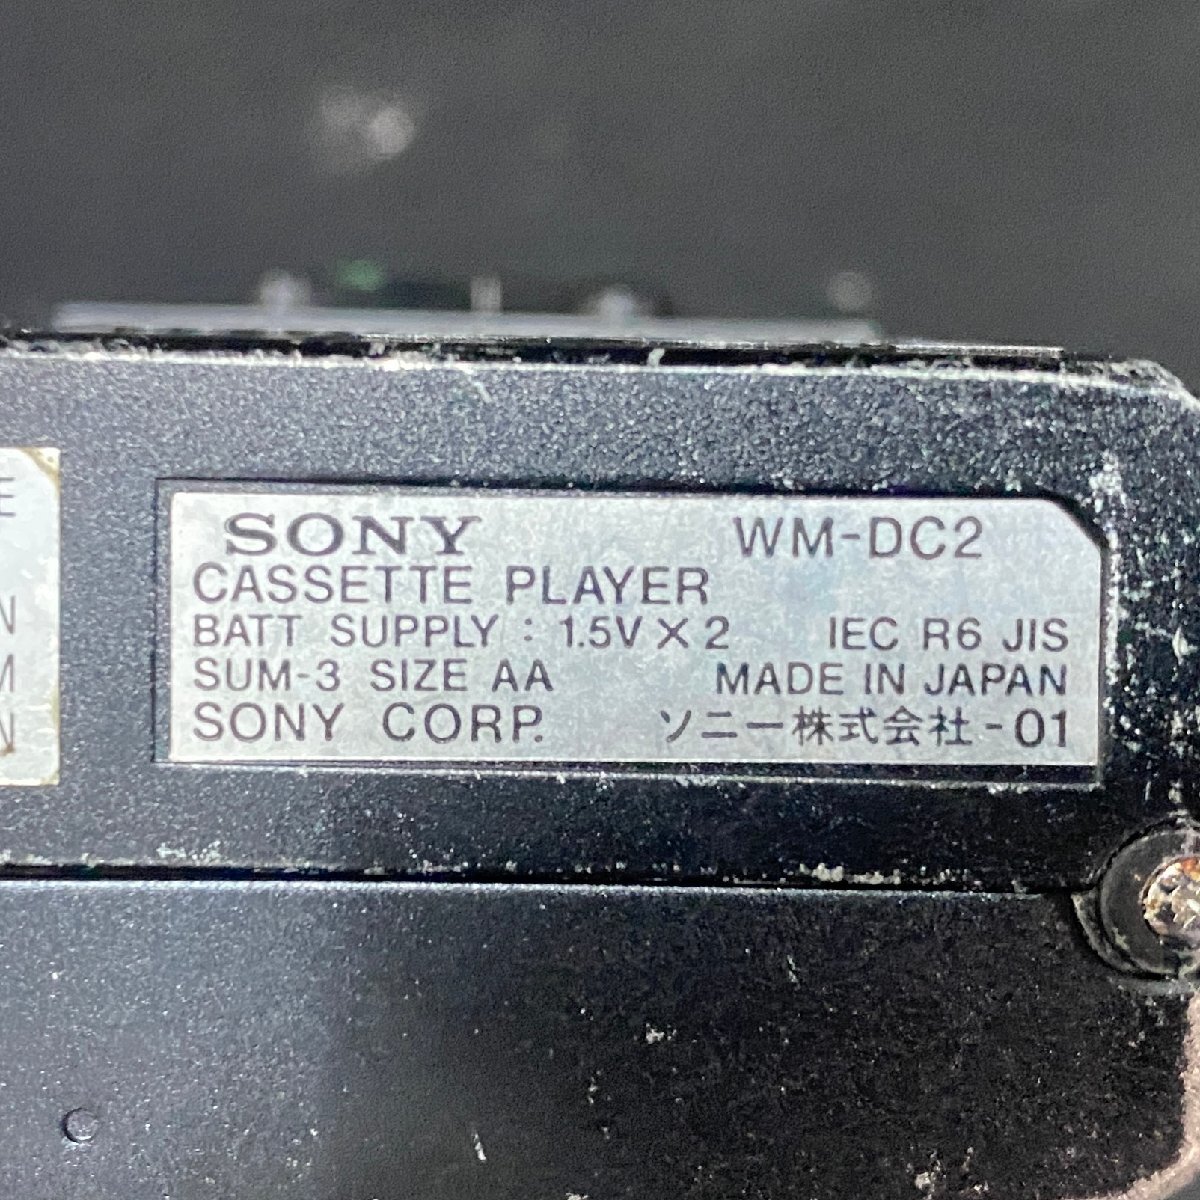 SONY WM-DC2
CASSETTE PLAYER
BATT SUPPLY : 1.5V×2 IEC R6 JIS
SUM-3 SIZE AA MADE IN JAPAN
SONY CORP. ソニー株式会社-01